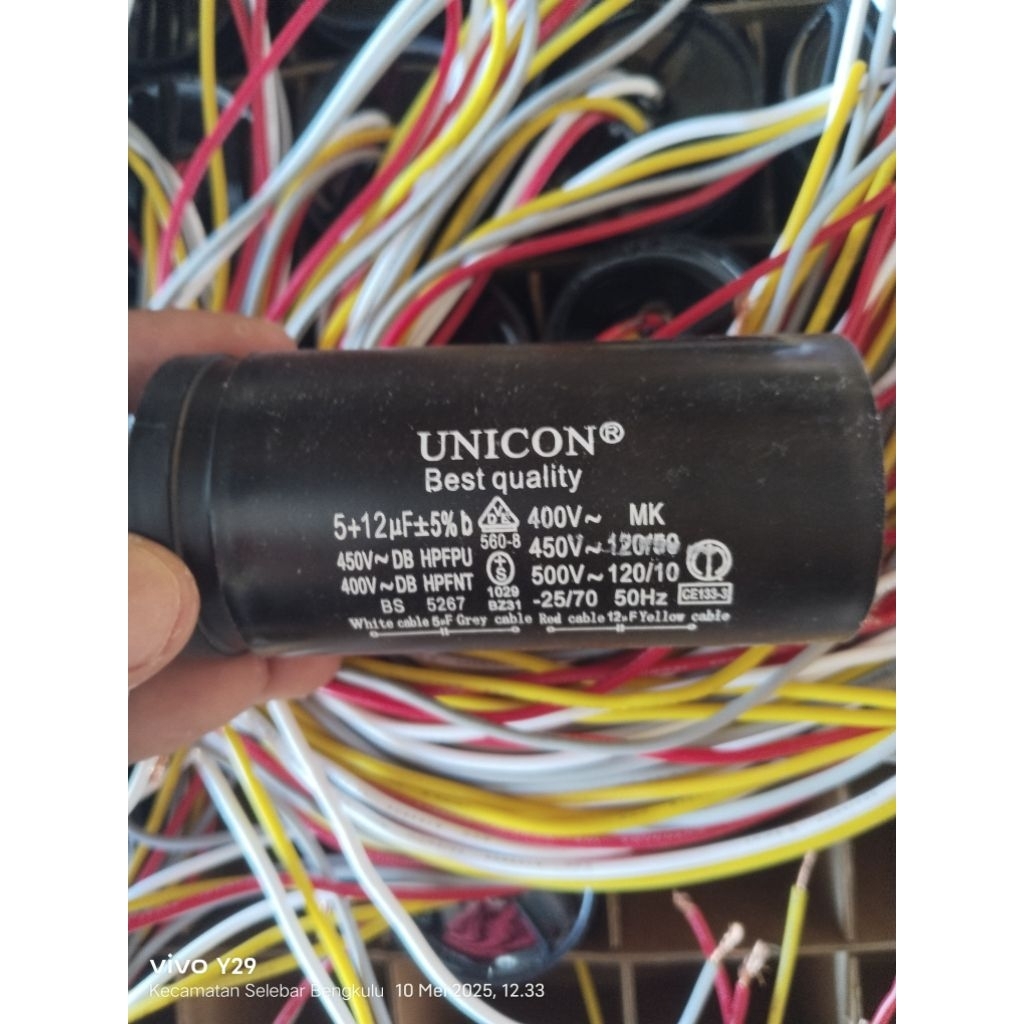 UNICON®
Best quality
5+12µF±5% b
450V~DB HPFPU
400V~DB HPFNT
BS 5267
VDE
560-8
S
1029
BZ31
400V~ MK
450V~ 120/50
500V~ 120/10
-25/70 50Hz
CE133-3
White cable 5µF Grey cable Red cable 12µF Yellow cable
vivo Y29
Kecamatan Selebar Bengkulu 10 Mei 2025, 12.33